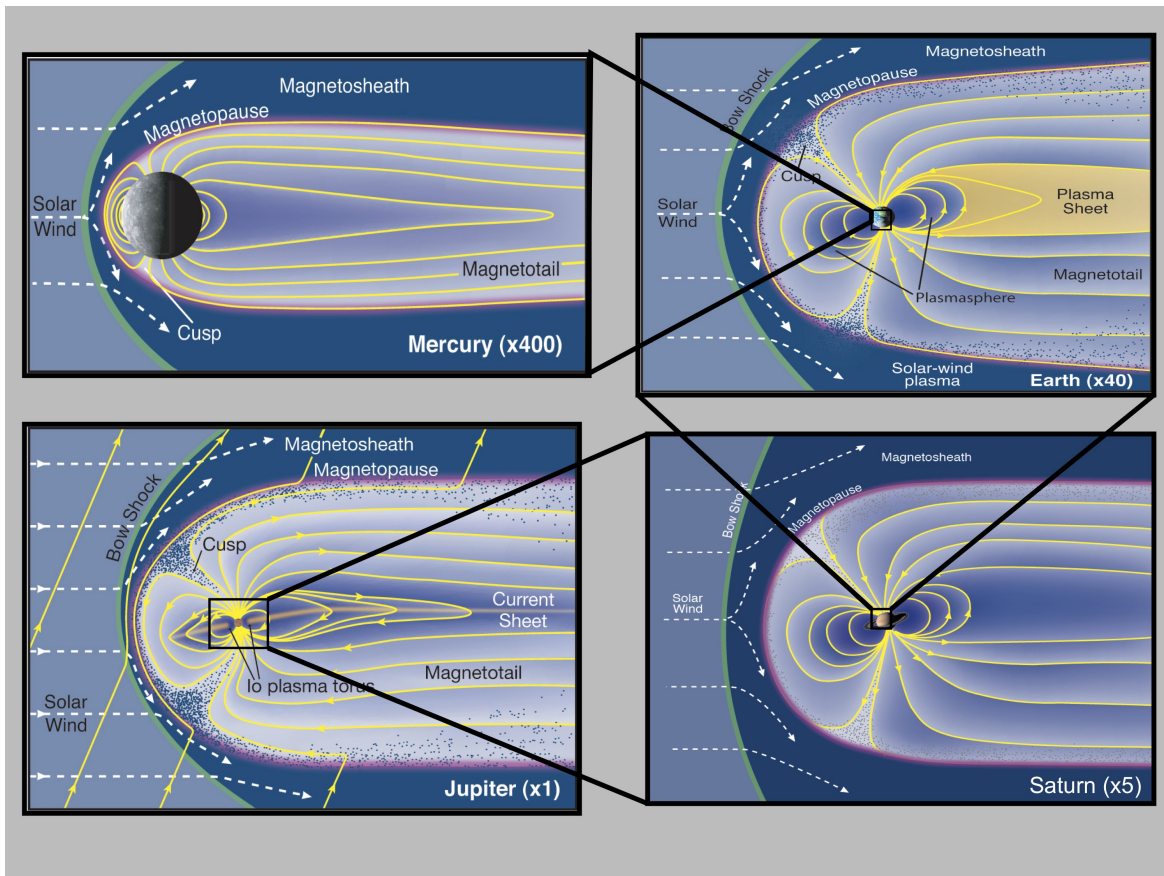 Magnetosheath
Magnetopause
Solar
Wind
Magnetotail
Cusp
Mercury (x400)
Magnetosheath
Magnetopause
Bow Shock
Cusp
Solar
Wind
Plasma
Sheet
Magnetotail
Plasmasphere
Solar-wind
plasma
Earth (x40)
Magnetosheath
Magnetopause
Bow Shock
Cusp
Current
Sheet
Magnetotail
Io plasma torus
Solar
Wind
Jupiter (x1)
Magnetosheath
Magnetopause
Bow Shock
Solar
Wind
Saturn (x5)